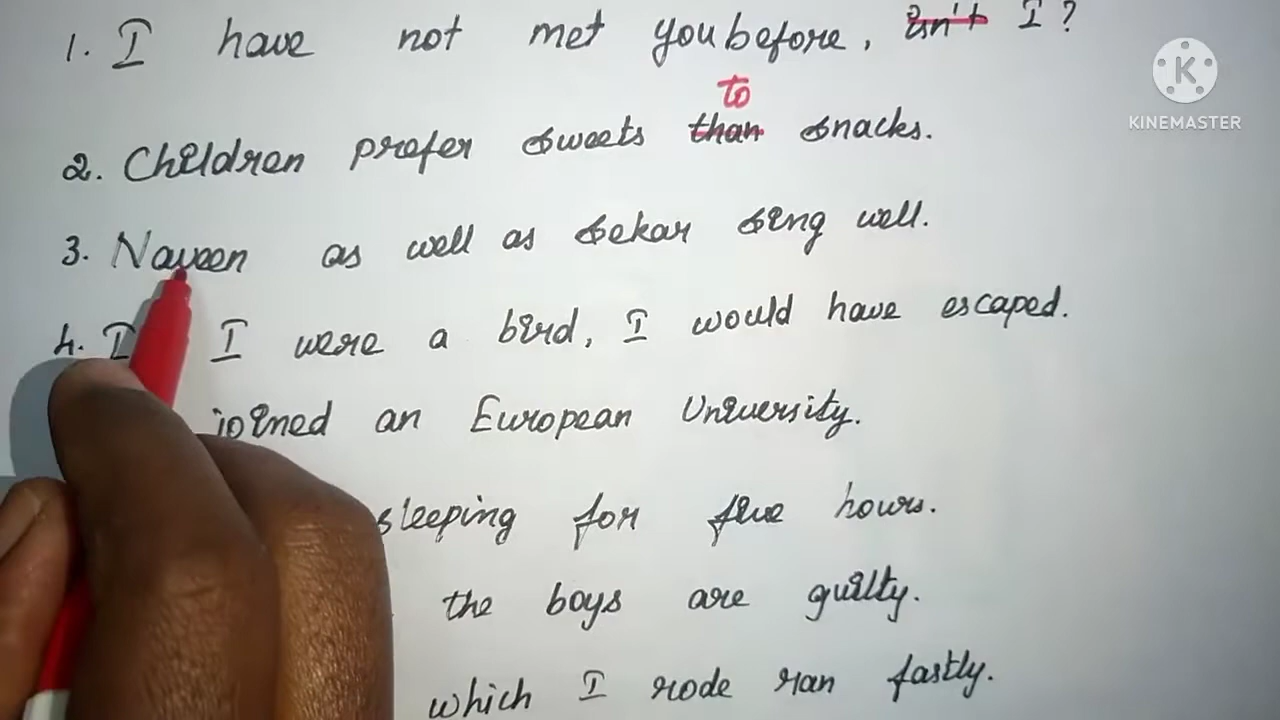 1. I have not met you before, isn't I?
to
2. Children prefer sweets than snacks.
KINEMASTER
3. Naveen as well as Sekar sing well.
4. I were a bird, I would have escaped.
joined an European University.
sleeping for five hours.
the boys are guilty.
which I rode ran fastly.